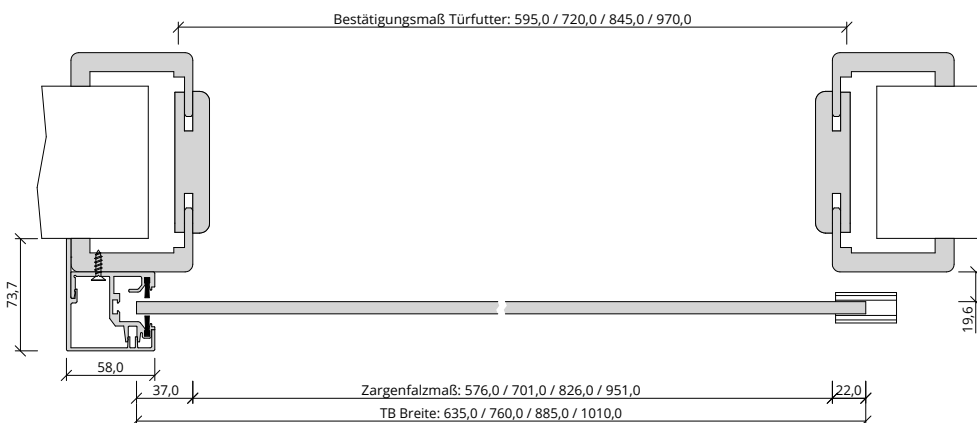 Bestätigungsmaß Türfutter: 595,0 / 720,0 / 845,0 / 970,0
73,7
19,6
58,0
37,0
Zargenfalzmaß: 576,0 / 701,0 / 826,0 / 951,0
22,0
TB Breite: 635,0 / 760,0 / 885,0 / 1010,0